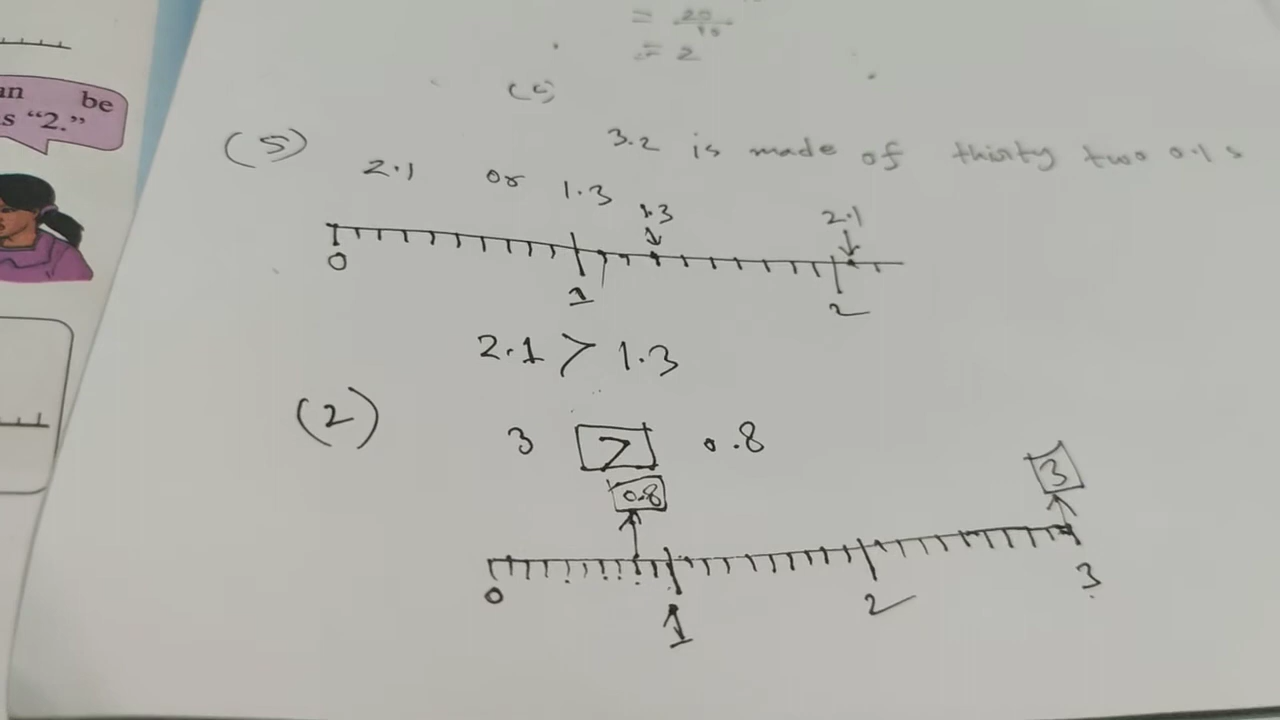 = 20/10
= 2
an be
s “2.”
(5)
(5)
3.2 is made of thirty two 0.1 s
2.1 or 1.3
1.3 2.1
0 1 2
2.1 > 1.3
(2)
3 > 0.8
0.8 3
0 1 2 3